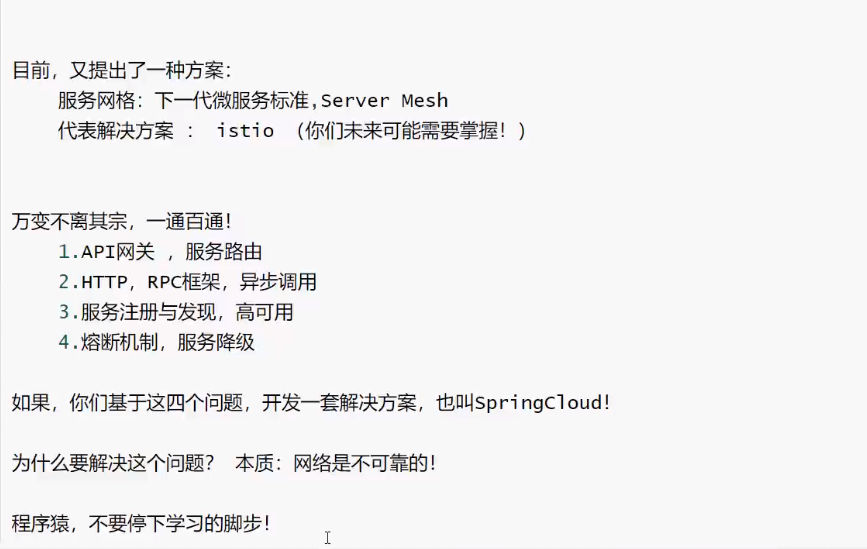 目前，又提出了一种方案：
服务网格：下一代微服务标准,Server Mesh
代表解决方案 ： istio （你们未来可能需要掌握！）
万变不离其宗，一通百通！
1.API网关 ，服务路由
2.HTTP，RPC框架，异步调用
3.服务注册与发现，高可用
4.熔断机制，服务降级
如果，你们基于这四个问题，开发一套解决方案，也叫SpringCloud！
为什么要解决这个问题？ 本质：网络是不可靠的！
程序猿，不要停下学习的脚步！